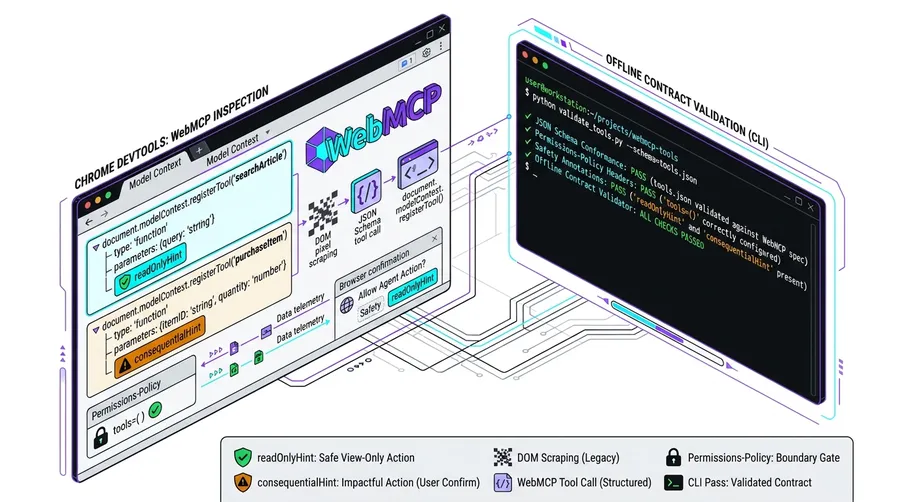 CHROME DEVTOOLS: WebMCP INSPECTION
Model Context
Model Context
1
document.modelContext.registerTool('searchArticle')
type: 'function'
parameters: {query: 'string'}
readOnlyHint
document.modelContext.registerTool('purchaseItem')
type: 'function'
parameters: {itemID: 'string', quantity: 'number'}
consequentialHint
Permissions-Policy
tools=()
WebMCP
DOM
pixel
scraping
JSON
Schema
tool call
document.
modelContext.
registerTool()
Data telemetry
Data telemetry
Browser confirmation
Allow Agent Action?
Safety
readOnlyHint
OFFLINE CONTRACT VALIDATION (CLI)
user@workstation:~/projects/webmcp-tools
$ python validate_tools.py --schema=tools.json
✓ JSON Schema Conformance: PASS (tools.json validated against WebMCP spec)
✓ Permissions-Policy Headers: PASS ('tools=()' correctly configured)
✓ Safety Annotations: PASS ('readOnlyHint' and 'consequentialHint' present)
✓ Offline Contract Validator: ALL CHECKS PASSED
$ _
readOnlyHint: Safe View-Only Action
DOM Scraping (Legacy)
Permissions-Policy: Boundary Gate
consequentialHint: Impactful Action (User Confirm)
WebMCP Tool Call (Structured)
CLI Pass: Validated Contract